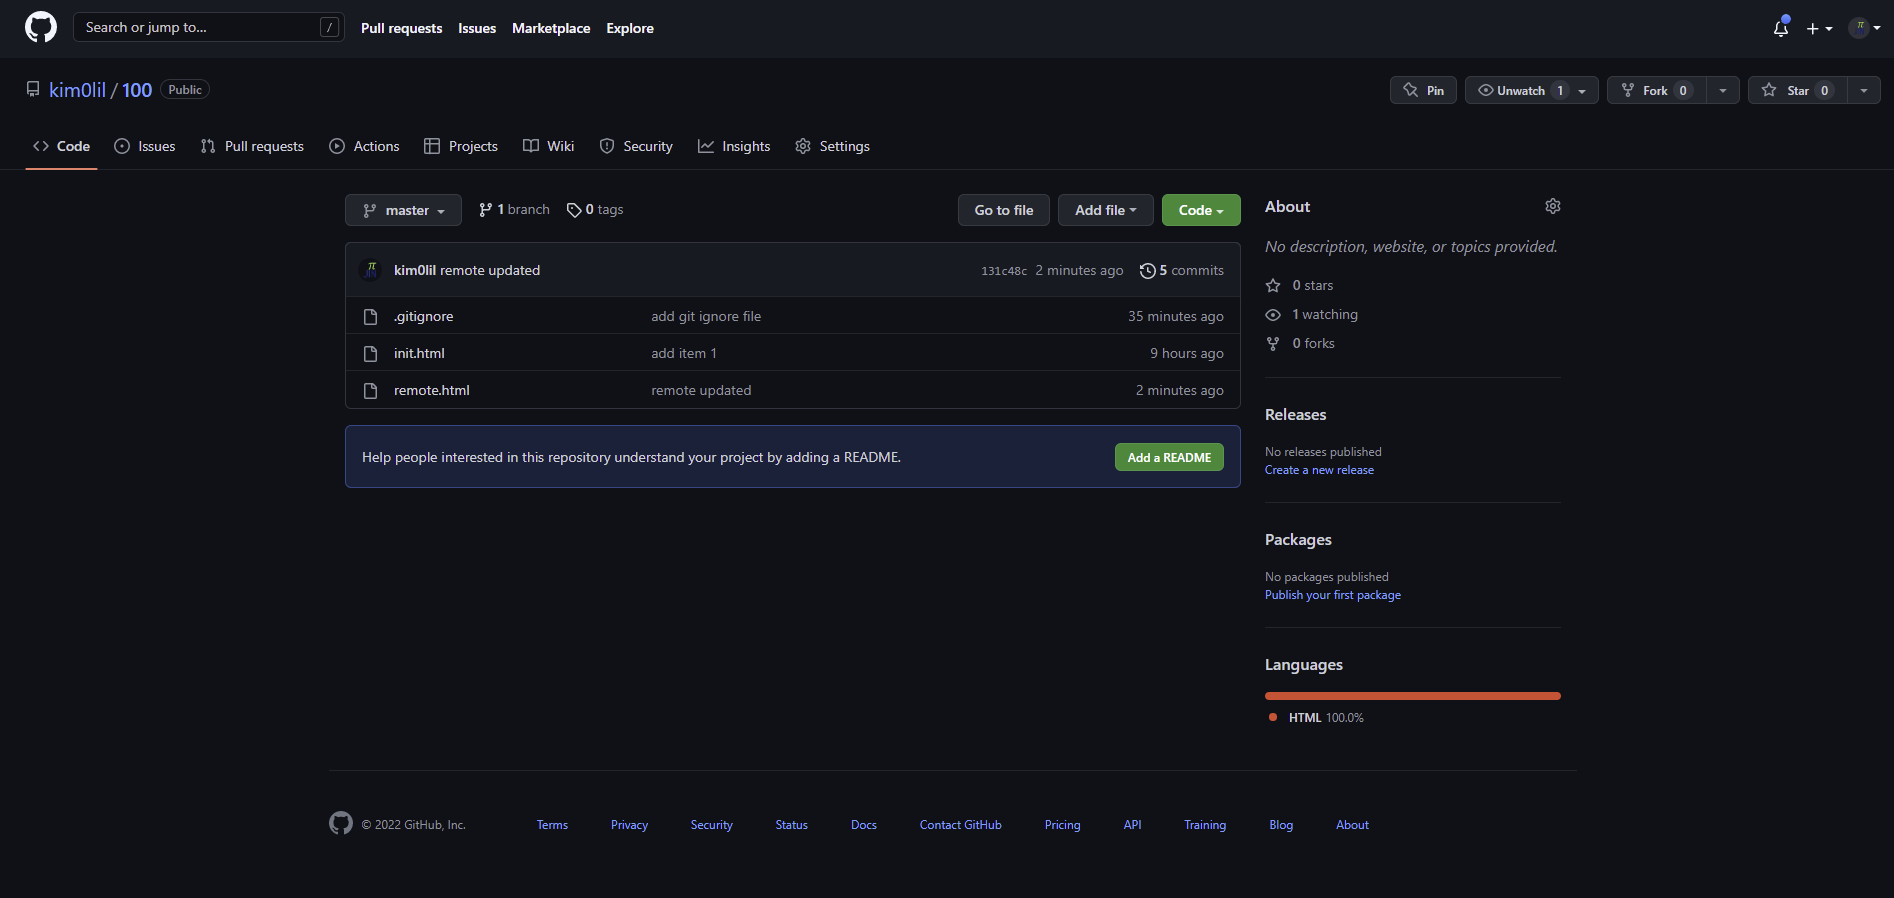 Search or jump to... / Pull requests Issues Marketplace Explore
kim0lil / 100 Public Pin Unwatch 1 Fork 0 Star 0
Code Issues Pull requests Actions Projects Wiki Security Insights Settings
master 1 branch 0 tags Go to file Add file Code
kim0lil remote updated 131c48c 2 minutes ago 5 commits
.gitignore add git ignore file 35 minutes ago
init.html add item 1 9 hours ago
remote.html remote updated 2 minutes ago
Help people interested in this repository understand your project by adding a README. Add a README
About
No description, website, or topics provided.
0 stars
1 watching
0 forks
Releases
No releases published
Create a new release
Packages
No packages published
Publish your first package
Languages
HTML 100.0%
© 2022 GitHub, Inc. Terms Privacy Security Status Docs Contact GitHub Pricing API Training Blog About